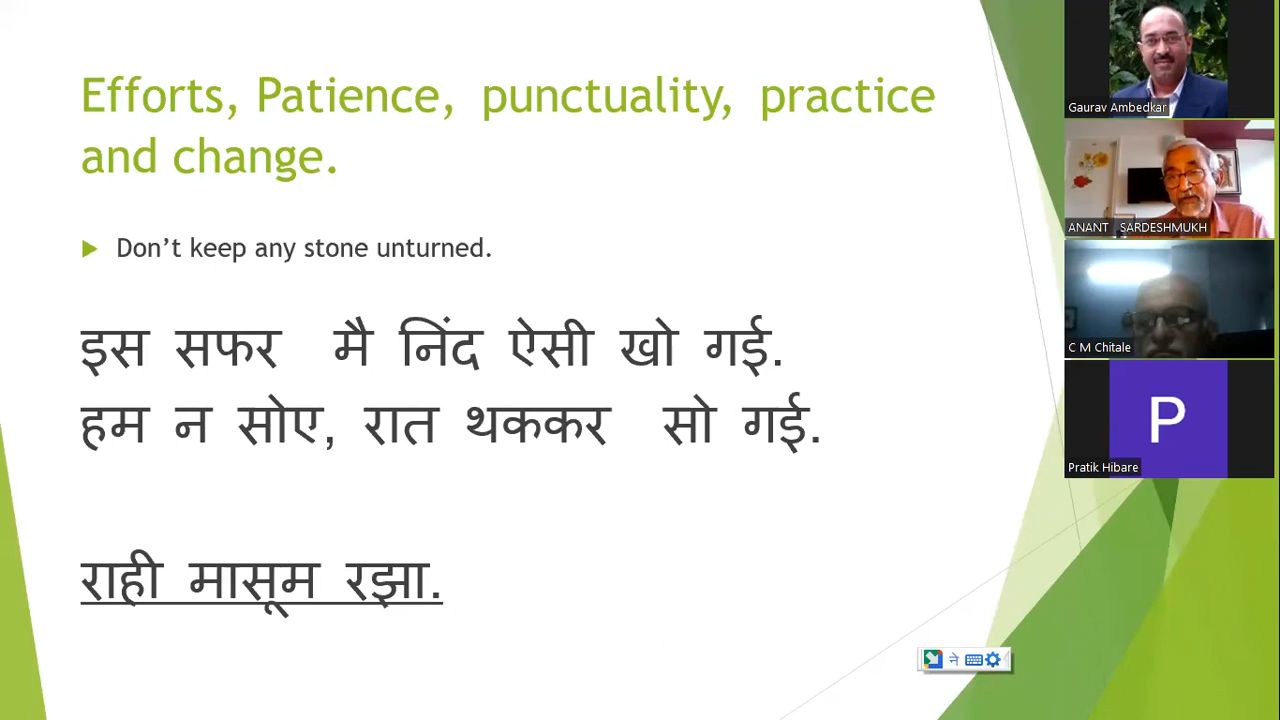 Efforts, Patience, punctuality, practice
and change.
Don't keep any stone unturned.
इस सफर मै निंद ऐसी खो गई.
हम न सोए, रात थककर सो गई.
राही मासूम रझा.
Gaurav Ambedkar
ANANT SARDESHMUKH
C M Chitale
P
Pratik Hibare
ने